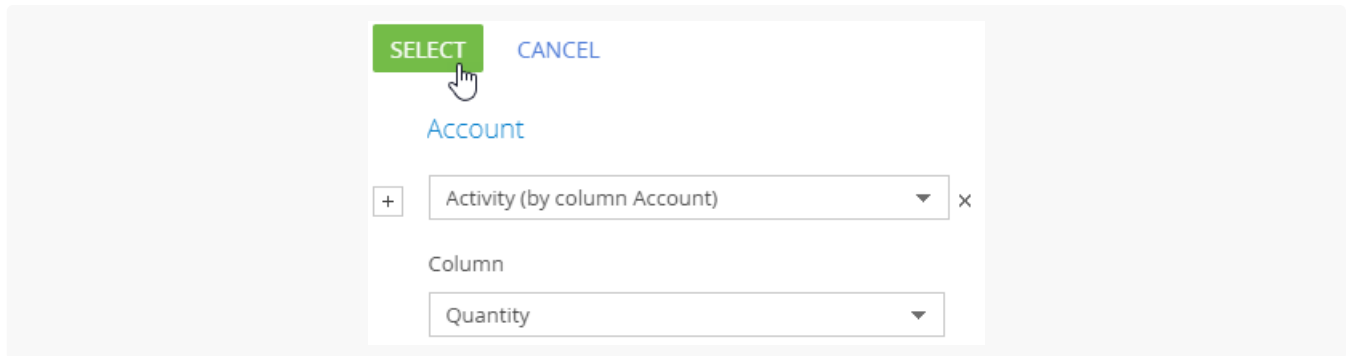 SELECT CANCEL
Account
+ Activity (by column Account) ×
Column
Quantity